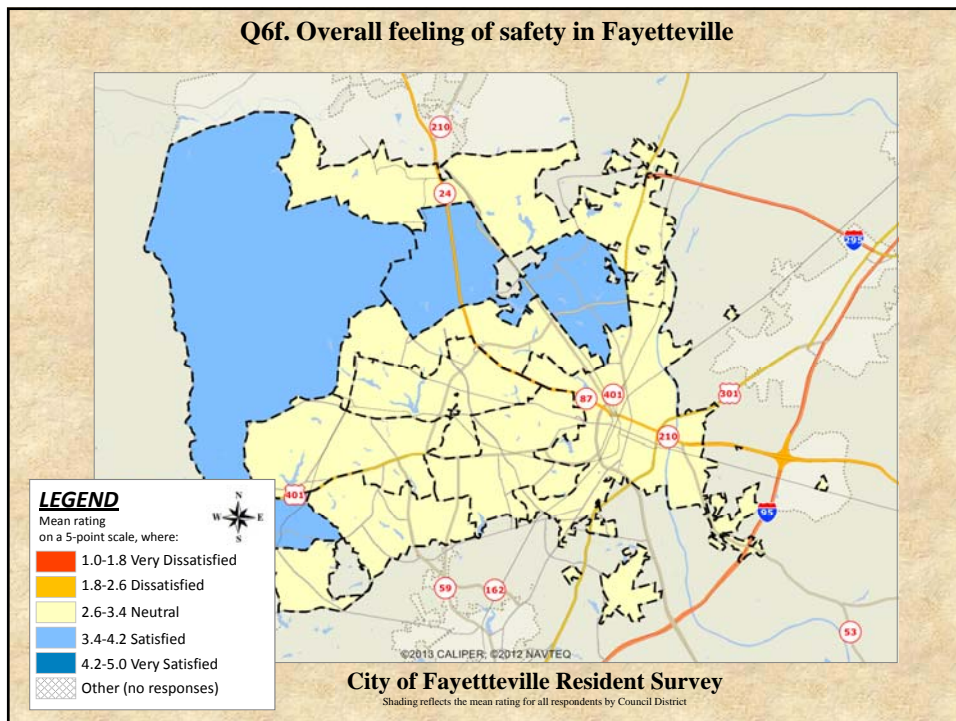 Q6f. Overall feeling of safety in Fayetteville
210
24
295
87
401
301
210
401
95
59
162
53
©2013 CALIPER; ©2012 NAVTEQ
LEGEND
N
W E
S
Mean rating
on a 5-point scale, where:
1.0-1.8 Very Dissatisfied
1.8-2.6 Dissatisfied
2.6-3.4 Neutral
3.4-4.2 Satisfied
4.2-5.0 Very Satisfied
Other (no responses)
City of Fayettteville Resident Survey
Shading reflects the mean rating for all respondents by Council District